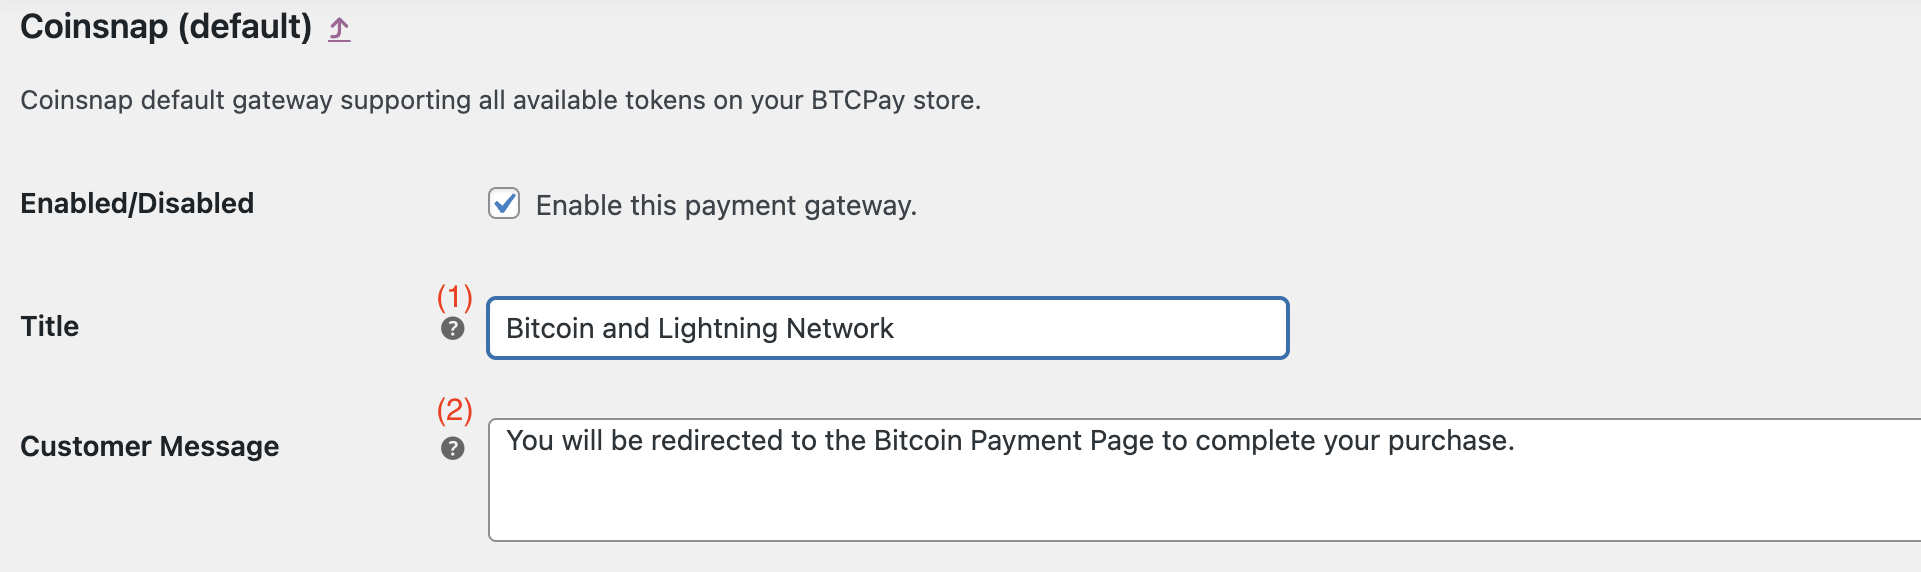 Coinsnap (default)
Coinsnap default gateway supporting all available tokens on your BTCPay store.
Enabled/Disabled
Enable this payment gateway.
(1)
Title
Bitcoin and Lightning Network
(2)
Customer Message
You will be redirected to the Bitcoin Payment Page to complete your purchase.